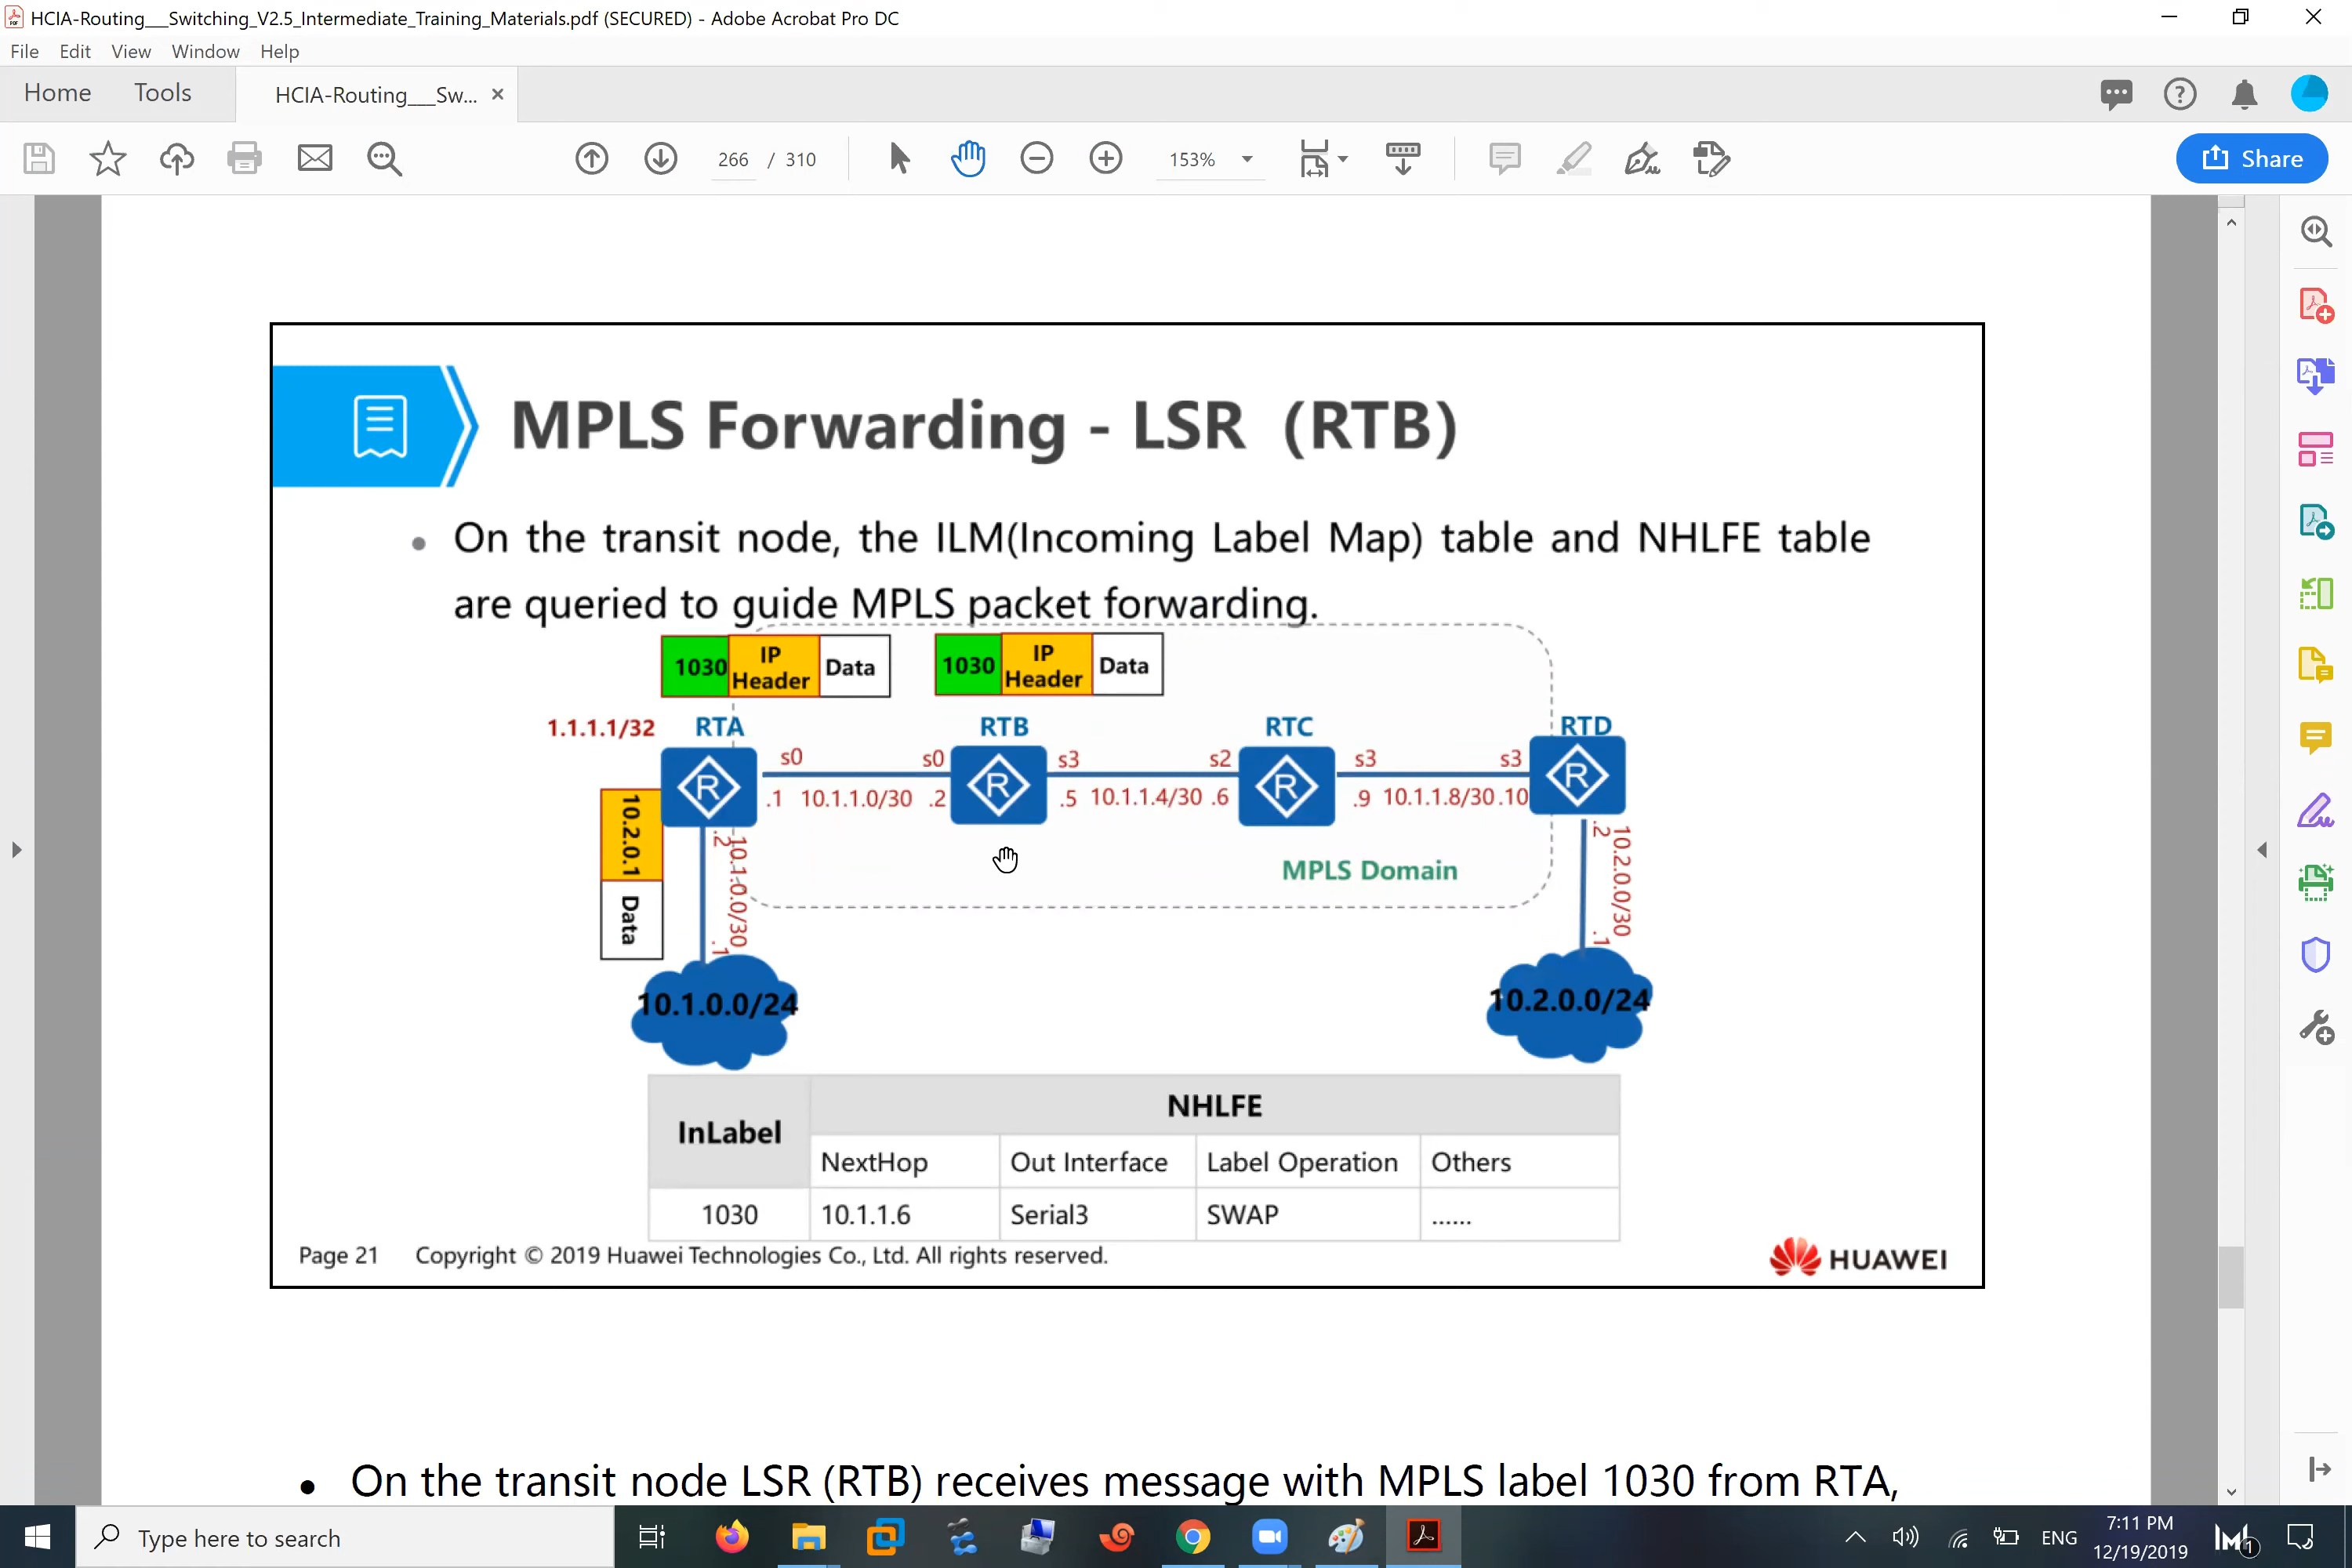 HCIA-Routing___Switching_V2.5_Intermediate_Training_Materials.pdf (SECURED) - Adobe Acrobat Pro DC
File Edit View Window Help
Home Tools HCIA-Routing___Sw... ×
266 / 310 153% Share
MPLS Forwarding - LSR (RTB)
• On the transit node, the ILM(Incoming Label Map) table and NHLFE table
are queried to guide MPLS packet forwarding.
1030 IP Header Data
1030 IP Header Data
1.1.1.1/32 RTA RTB RTC RTD
s0 s0 s3 s2 s3 s3
.1 10.1.1.0/30 .2 .5 10.1.1.4/30 .6 .9 10.1.1.8/30 .10
10.2.0.1 Data
.2 10.1.0.0/30 .1
.2 10.2.0.0/30 .1
MPLS Domain
10.1.0.0/24 10.2.0.0/24
InLabel NHLFE
NextHop Out Interface Label Operation Others
1030 10.1.1.6 Serial3 SWAP ......
Page 21 Copyright © 2019 Huawei Technologies Co., Ltd. All rights reserved.
HUAWEI
• On the transit node LSR (RTB) receives message with MPLS label 1030 from RTA,
Type here to search
ENG
7:11 PM
12/19/2019
1